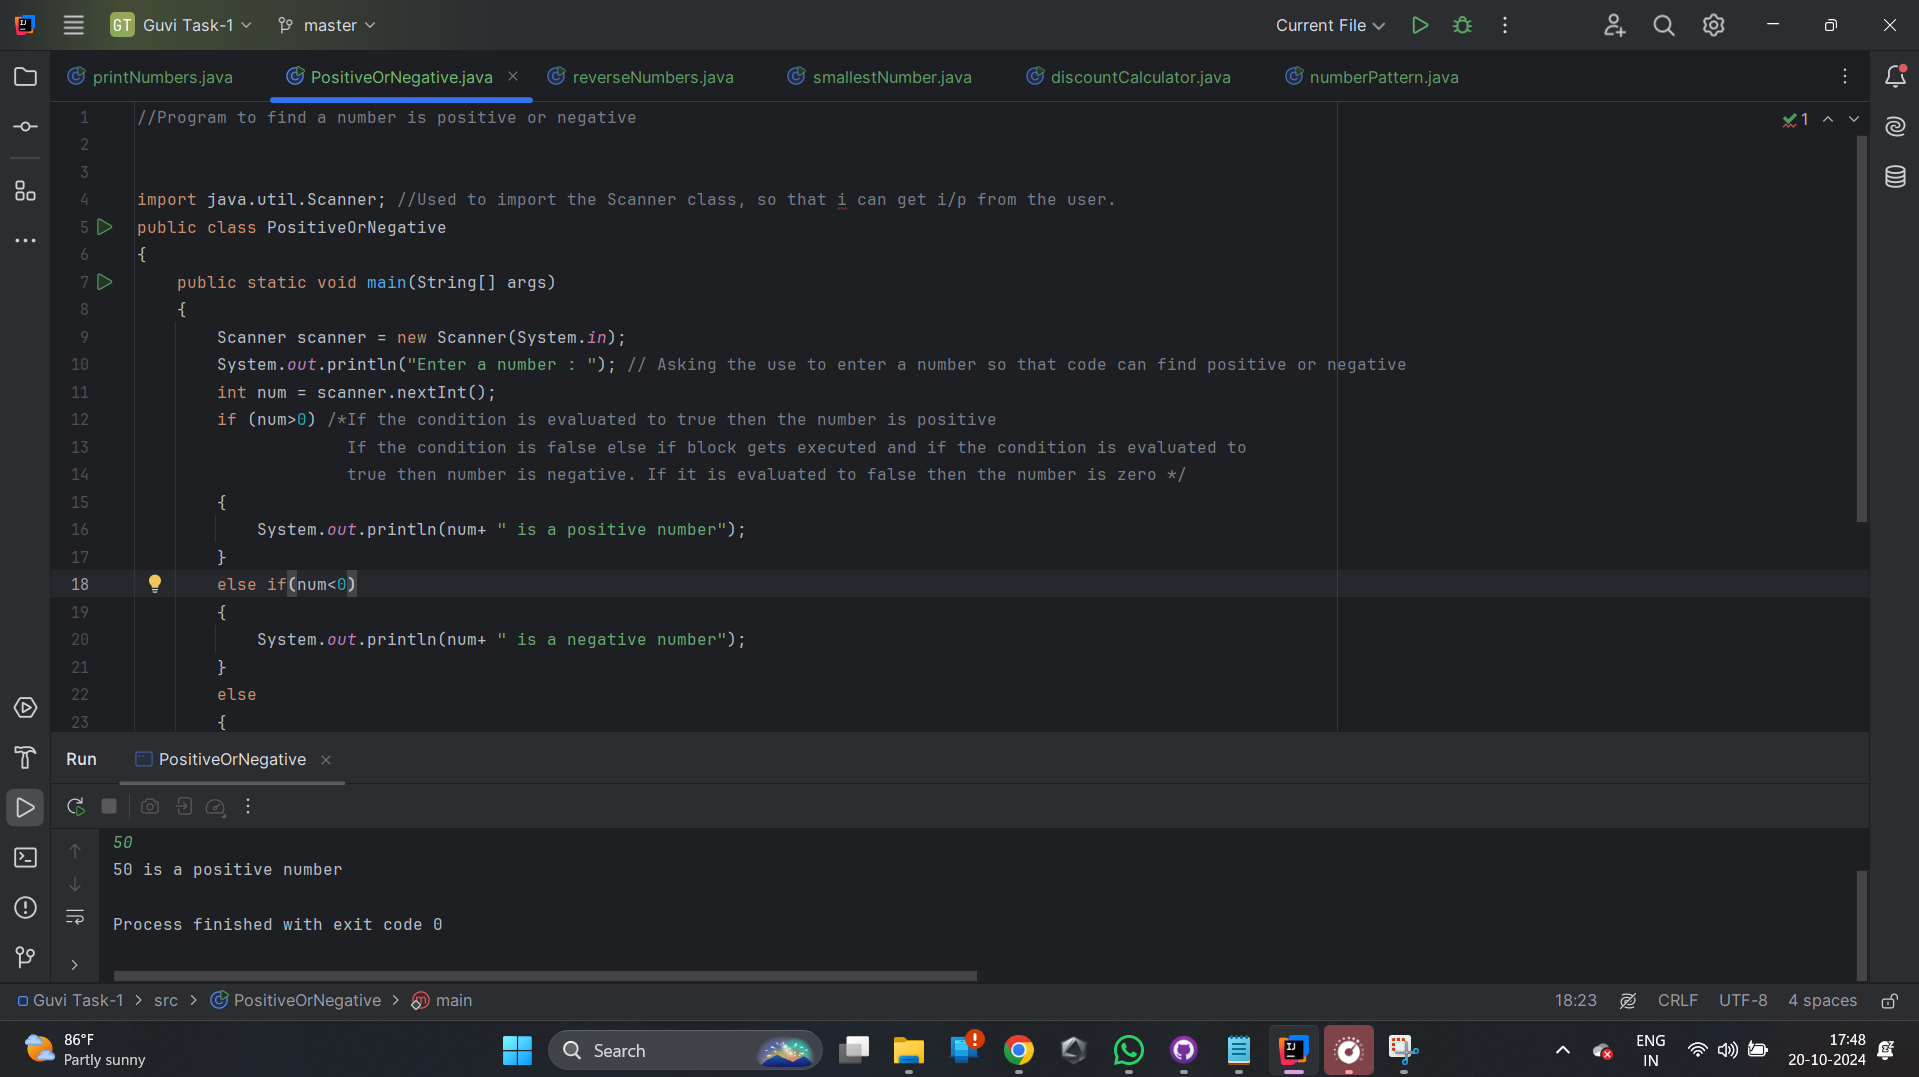 GT Guvi Task-1 master Current File
printNumbers.java PositiveOrNegative.java reverseNumbers.java smallestNumber.java discountCalculator.java numberPattern.java
1 //Program to find a number is positive or negative 1
2
3
4 import java.util.Scanner; //Used to import the Scanner class, so that i can get i/p from the user.
5 public class PositiveOrNegative
6 {
7 public static void main(String[] args)
8 {
9 Scanner scanner = new Scanner(System.in);
10 System.out.println("Enter a number : "); // Asking the use to enter a number so that code can find positive or negative
11 int num = scanner.nextInt();
12 if (num>0) /*If the condition is evaluated to true then the number is positive
13 If the condition is false else if block gets executed and if the condition is evaluated to
14 true then number is negative. If it is evaluated to false then the number is zero */
15 {
16 System.out.println(num+ " is a positive number");
17 }
18 else if(num<0)
19 {
20 System.out.println(num+ " is a negative number");
21 }
22 else
23 {
Run PositiveOrNegative
50
50 is a positive number
Process finished with exit code 0
Guvi Task-1 > src > PositiveOrNegative > main 18:23 CRLF UTF-8 4 spaces
86°F
Partly sunny
Search
ENG
IN
17:48
20-10-2024